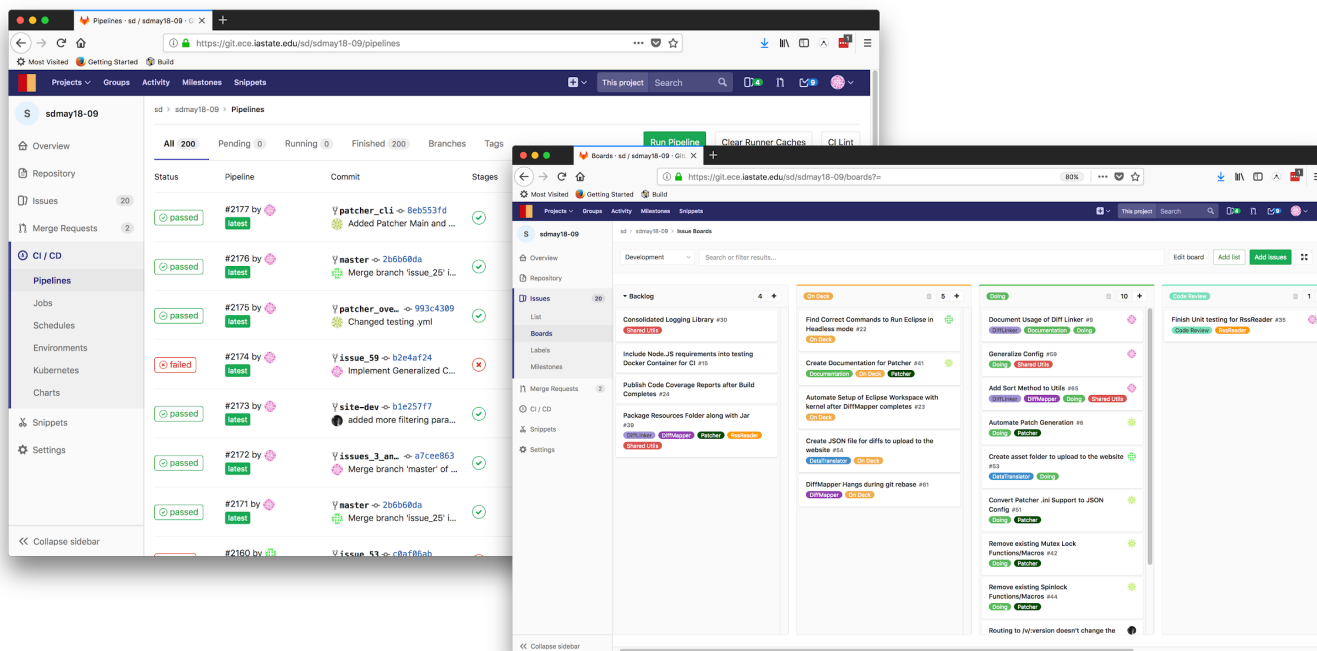 Pipelines · sd / sdmay18-09 · G
https://git.ece.iastate.edu/sd/sdmay18-09/pipelines
1
Most Visited Getting Started Build
Projects Groups Activity Milestones Snippets
This project Search 4 9
S sdmay18-09
sd > sdmay18-09 > Pipelines
Overview
Repository
Issues 20
Merge Requests 2
CI / CD
Pipelines
Jobs
Schedules
Environments
Kubernetes
Charts
Snippets
Settings
Collapse sidebar
All 200 Pending 0 Running 0 Finished 200 Branches Tags
Run Pipeline Clear Runner Caches CI Lint
Status Pipeline Commit Stages
passed #2177 by patcher_cli 8eb553fd
latest Added Patcher Main and ...
passed #2176 by master 2b6b60da
latest Merge branch 'issue_25' i...
passed #2175 by patcher_ove... 993c4309
latest Changed testing .yml
failed #2174 by issue_59 b2e4af24
latest Implement Generalized C...
passed #2173 by site-dev b1e257f7
latest added more filtering para...
passed #2172 by issues_3_an... a7cee863
latest Merge branch 'master' of ...
passed #2171 by master 2b6b60da
latest Merge branch 'issue_25' i...
#2160 by issue_53 c0af06ab
Boards · sd / sdmay18-09 · Git
https://git.ece.iastate.edu/sd/sdmay18-09/boards?= 80%
1
Most Visited Getting Started Build
Projects Groups Activity Milestones Snippets
This project Search 4 9
S sdmay18-09
sd > sdmay18-09 > Issue Boards
Overview
Repository
Issues 20
List
Boards
Labels
Milestones
Merge Requests 2
CI / CD
Snippets
Settings
Collapse sidebar
Development Search or filter results... Edit board Add list Add issues
Backlog 4 +
Consolidated Logging Library #30
Shared Utils
Include Node.JS requirements into testing
Docker Container for CI #15
Publish Code Coverage Reports after Build
Completes #24
Package Resources Folder along with Jar
#39
DiffLinker DiffMapper Patcher RssReader
Shared Utils
On Deck 5 +
Find Correct Commands to Run Eclipse in
Headless mode #22
On Deck
Create Documentation for Patcher #41
Documentation On Deck Patcher
Automate Setup of Eclipse Workspace with
kernel after DiffMapper completes #23
On Deck
Create JSON file for diffs to upload to the
website #54
DataTranslator On Deck
DiffMapper Hangs during git rebase #61
DiffMapper On Deck
Doing 10 +
Document Usage of Diff Linker #9
DiffLinker Documentation Doing
Generalize Config #59
Doing Shared Utils
Add Sort Method to Utils #65
DiffLinker DiffMapper Doing Shared Utils
Automate Patch Generation #6
Doing Patcher
Create asset folder to upload to the website
#53
DataTranslator Doing
Convert Patcher .ini Support to JSON
Config #51
Doing Patcher
Remove existing Mutex Lock
Functions/Macros #42
Doing Patcher
Remove existing Spinlock
Functions/Macros #44
Doing Patcher
Routing to /v/:version doesn't change the
Code Review 1
Finish Unit testing for RssReader #35
Code Review RssReader